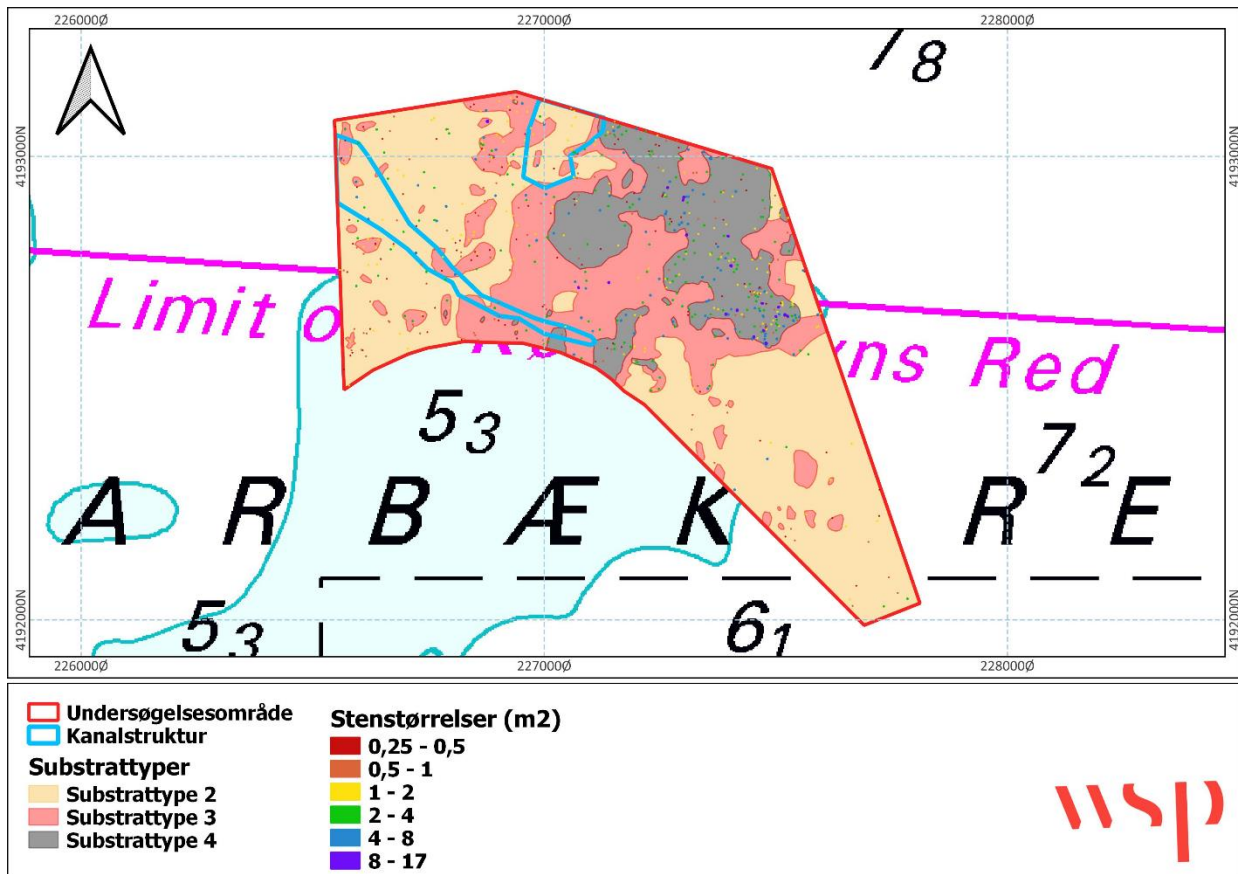 226000Ø 227000Ø 228000Ø
7 8
4193000N 4193000N
Limit o Red
5 3
7 2
A R B Æ K R E
5 3
6 1
4192000N 4192000N
226000Ø 227000Ø 228000Ø
Undersøgelsesområde
Kanalstruktur
Substrattyper
Substrattype 2
Substrattype 3
Substrattype 4
Stenstørrelser (m2)
0,25 - 0,5
0,5 - 1
1 - 2
2 - 4
4 - 8
8 - 17
wsp